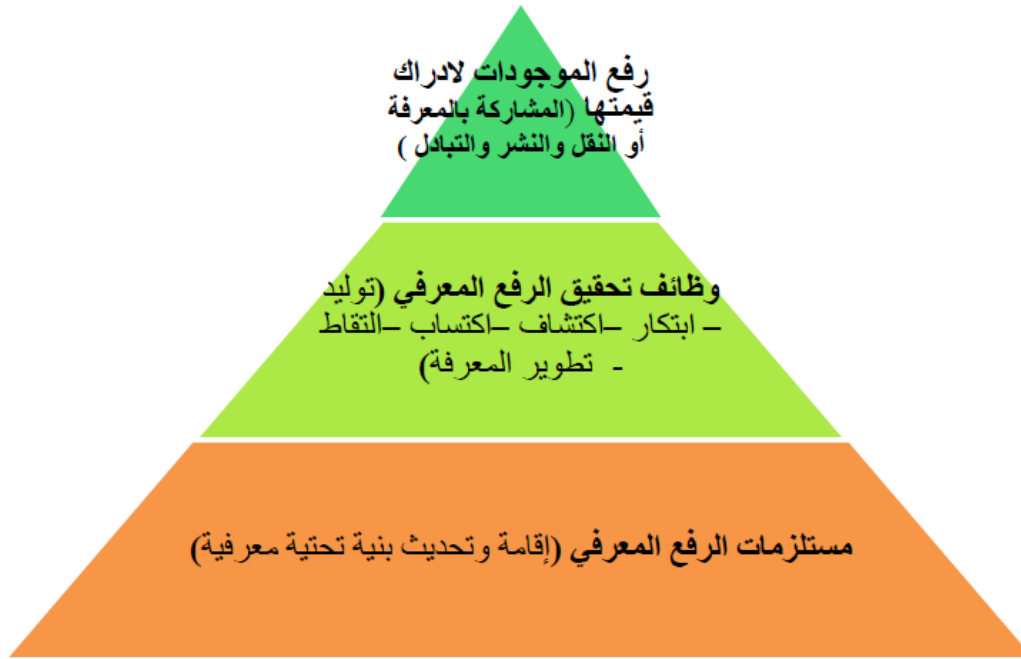 رفع الموجودات لادراك
قيمتها (المشاركة بالمعرفة
أو النقل والنشر والتبادل )
وظائف تحقيق الرفع المعرفي (توليد
– ابتكار –اكتشاف –اكتساب –التقاط
- تطوير المعرفة)
مستلزمات الرفع المعرفي (إقامة وتحديث بنية تحتية معرفية)